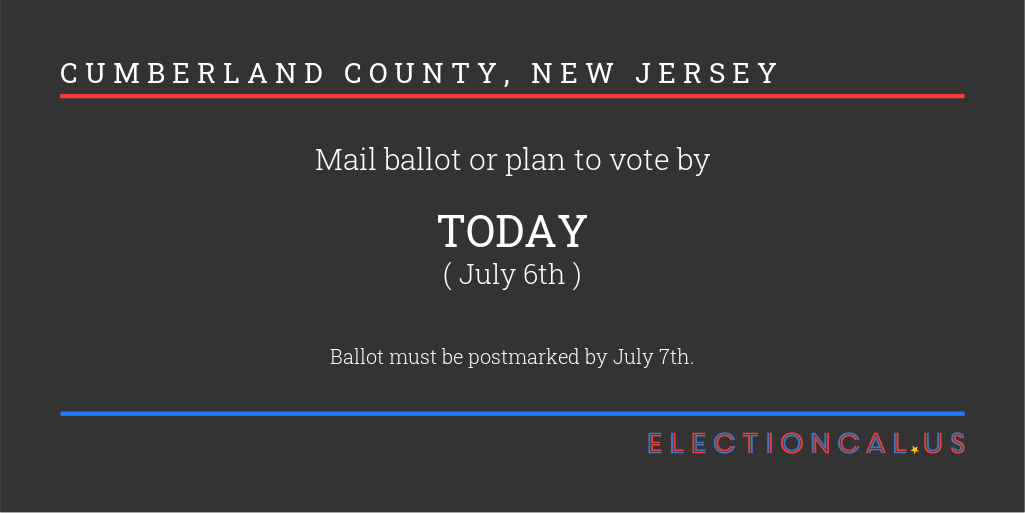 CUMBERLAND COUNTY, NEW JERSEY
Mail ballot or plan to vote by
TODAY
( July 6th )
Ballot must be postmarked by July 7th.
ELECTIONCAL.US